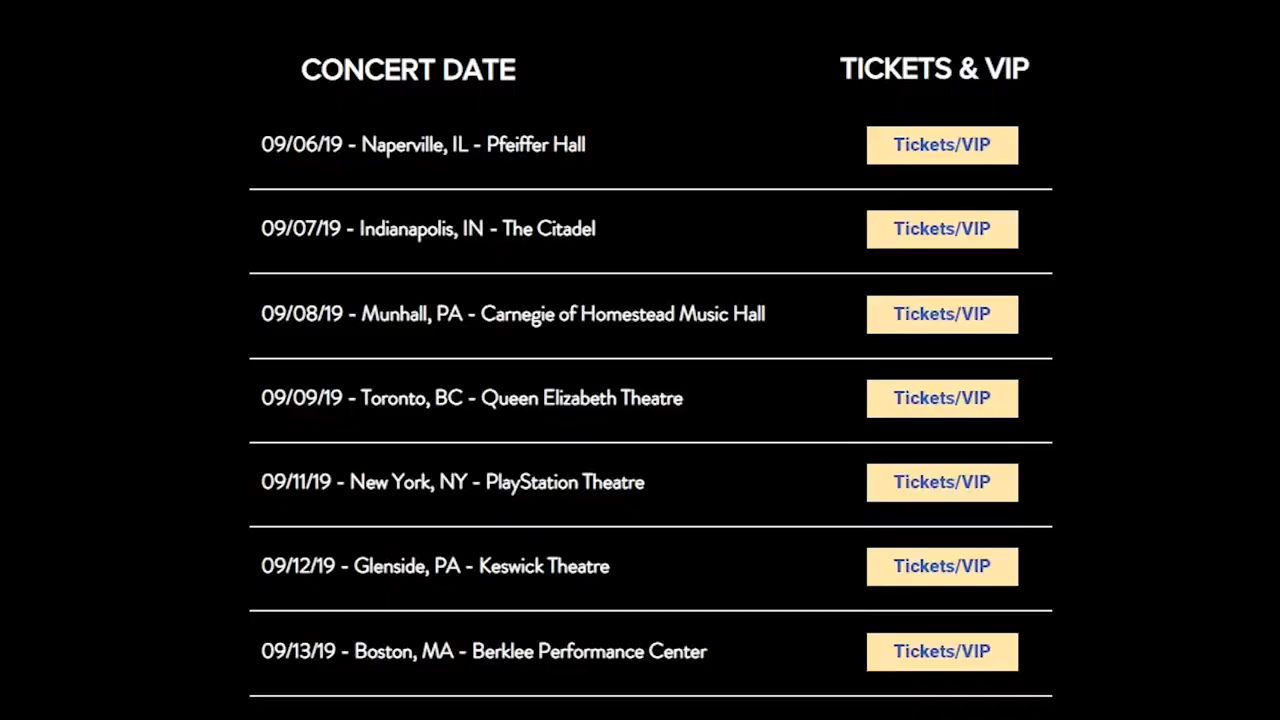 CONCERT DATE TICKETS & VIP
09/06/19 - Naperville, IL - Pfeiffer Hall Tickets/VIP
09/07/19 - Indianapolis, IN - The Citadel Tickets/VIP
09/08/19 - Munhall, PA - Carnegie of Homestead Music Hall Tickets/VIP
09/09/19 - Toronto, BC - Queen Elizabeth Theatre Tickets/VIP
09/11/19 - New York, NY - PlayStation Theatre Tickets/VIP
09/12/19 - Glenside, PA - Keswick Theatre Tickets/VIP
09/13/19 - Boston, MA - Berklee Performance Center Tickets/VIP